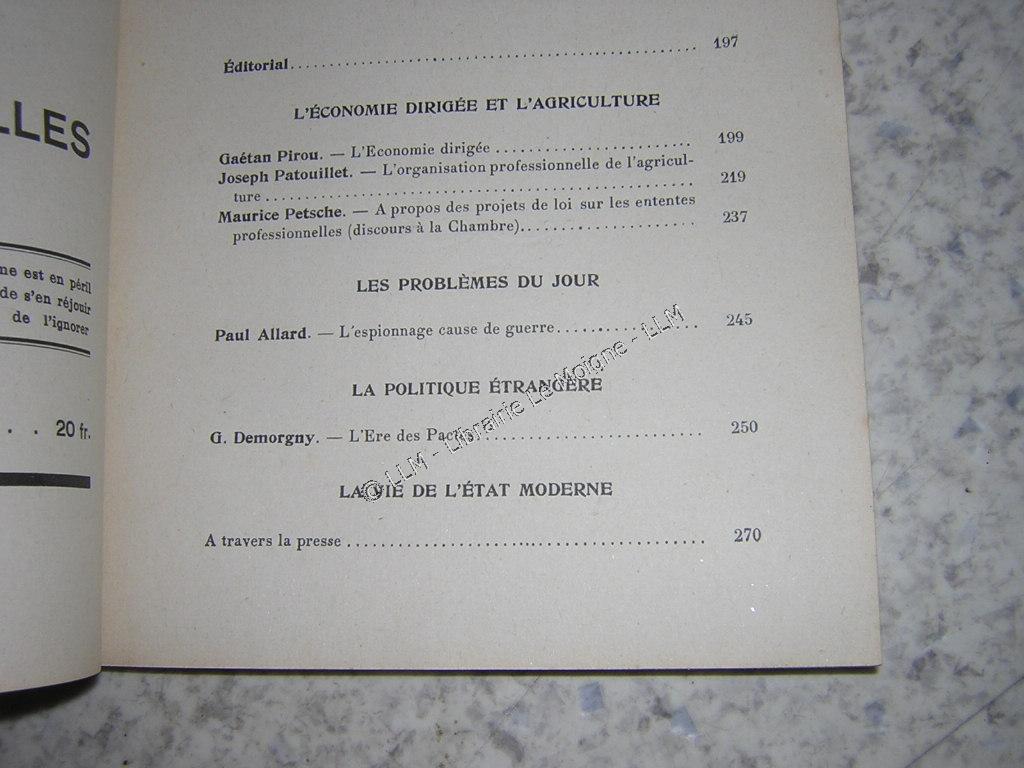 LLES
ne est en péril
de s'en réjouir
de l'ignorer
. . 20 fr.
Éditorial 197
L'ÉCONOMIE DIRIGÉE ET L'AGRICULTURE
Gaétan Pirou. — L'Economie dirigée 199
Joseph Patouillet. — L'organisation professionnelle de l'agricul-
ture 219
Maurice Petsche. — A propos des projets de loi sur les ententes
professionnelles (discours à la Chambre) 237
LES PROBLÈMES DU JOUR
Paul Allard. — L'espionnage cause de guerre 245
LA POLITIQUE ÉTRANGÈRE
G. Demorgny. — L'Ere des Pactes 250
LA VIE DE L'ÉTAT MODERNE
A travers la presse 270
© LLM - Librairie Le Moigne - LLM